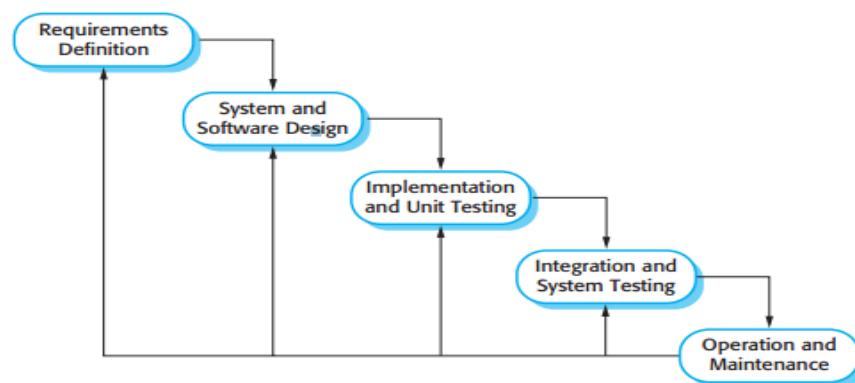 Requirements
Definition
System and
Software Design
Implementation
and Unit Testing
Integration and
System Testing
Operation and
Maintenance